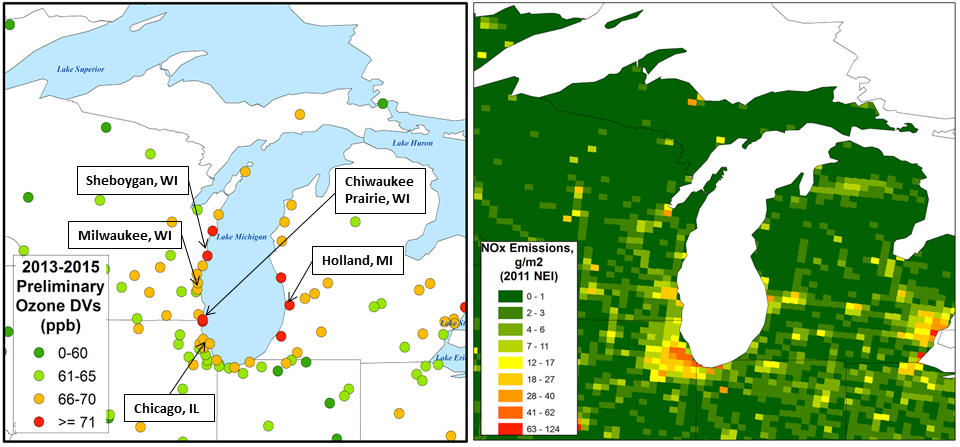 Lake Superior
Lake Huron
Sheboygan, WI
Chiwaukee
Prairie, WI
Milwaukee, WI
Lake Michigan
Holland, MI
2013-2015
Preliminary
Ozone DVs
(ppb)
0-60
61-65
66-70
>= 71
Lake Erie
Chicago, IL
NOx Emissions,
g/m2
(2011 NEI)
0 - 1
2 - 3
4 - 6
7 - 11
12 - 17
18 - 27
28 - 40
41 - 62
63 - 124